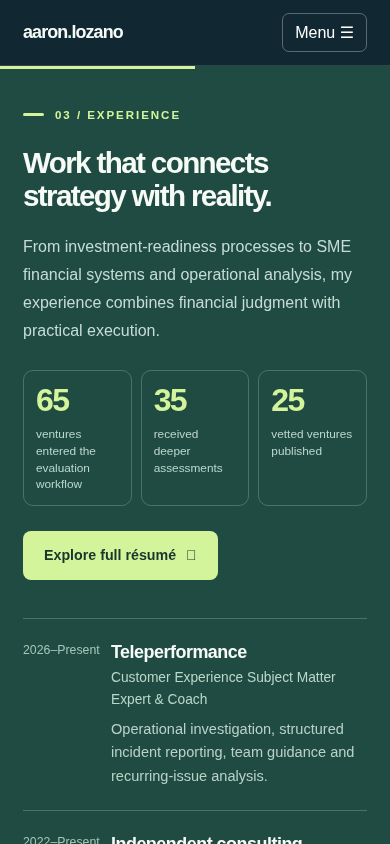 aaron.lozano
Menu ☰
03 / EXPERIENCE
Work that connects
strategy with reality.
From investment-readiness processes to SME
financial systems and operational analysis, my
experience combines financial judgment with
practical execution.
65
ventures
entered the
evaluation
workflow
35
received
deeper
assessments
25
vetted ventures
published
Explore full résumé
2026–Present
Teleperformance
Customer Experience Subject Matter
Expert & Coach
Operational investigation, structured
incident reporting, team guidance and
recurring-issue analysis.
2022–Present
Independent consulting